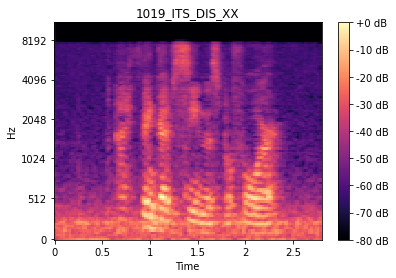 1019_ITS_DIS_XX
+0 dB
8192
-10 dB
4096
-20 dB
-30 dB
2048
Hz
-40 dB
1024
-50 dB
512
-60 dB
-70 dB
0
-80 dB
0 0.5 1 1.5 2 2.5
Time